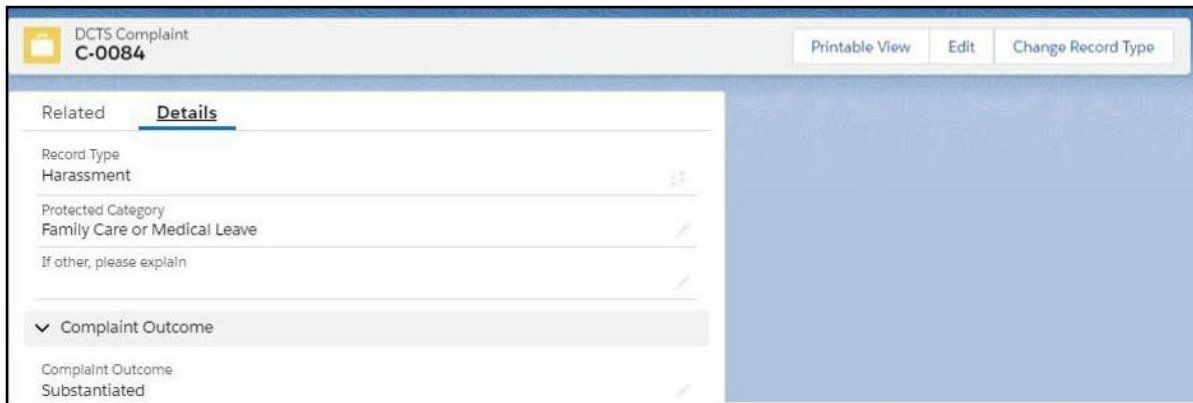 DCTS Complaint
C-0084
Printable View Edit Change Record Type
Related Details
Record Type
Harassment
Protected Category
Family Care or Medical Leave
If other, please explain
Complaint Outcome
Complaint Outcome
Substantiated